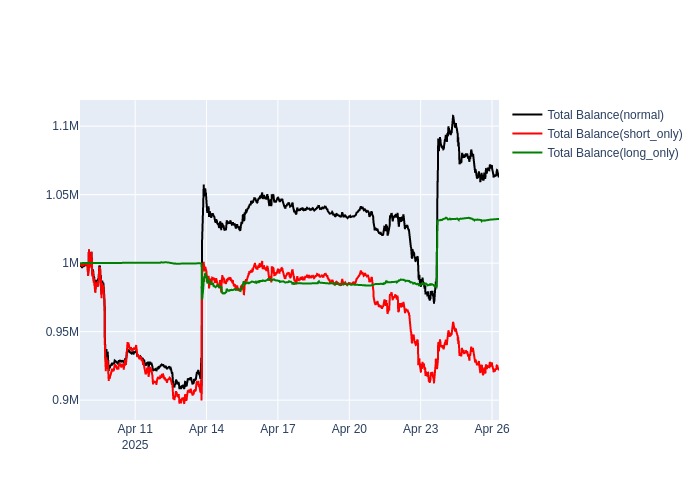 1.1M
1.05M
1M
0.95M
0.9M
Apr 11
2025
Apr 14
Apr 17
Apr 20
Apr 23
Apr 26
Total Balance(normal)
Total Balance(short_only)
Total Balance(long_only)